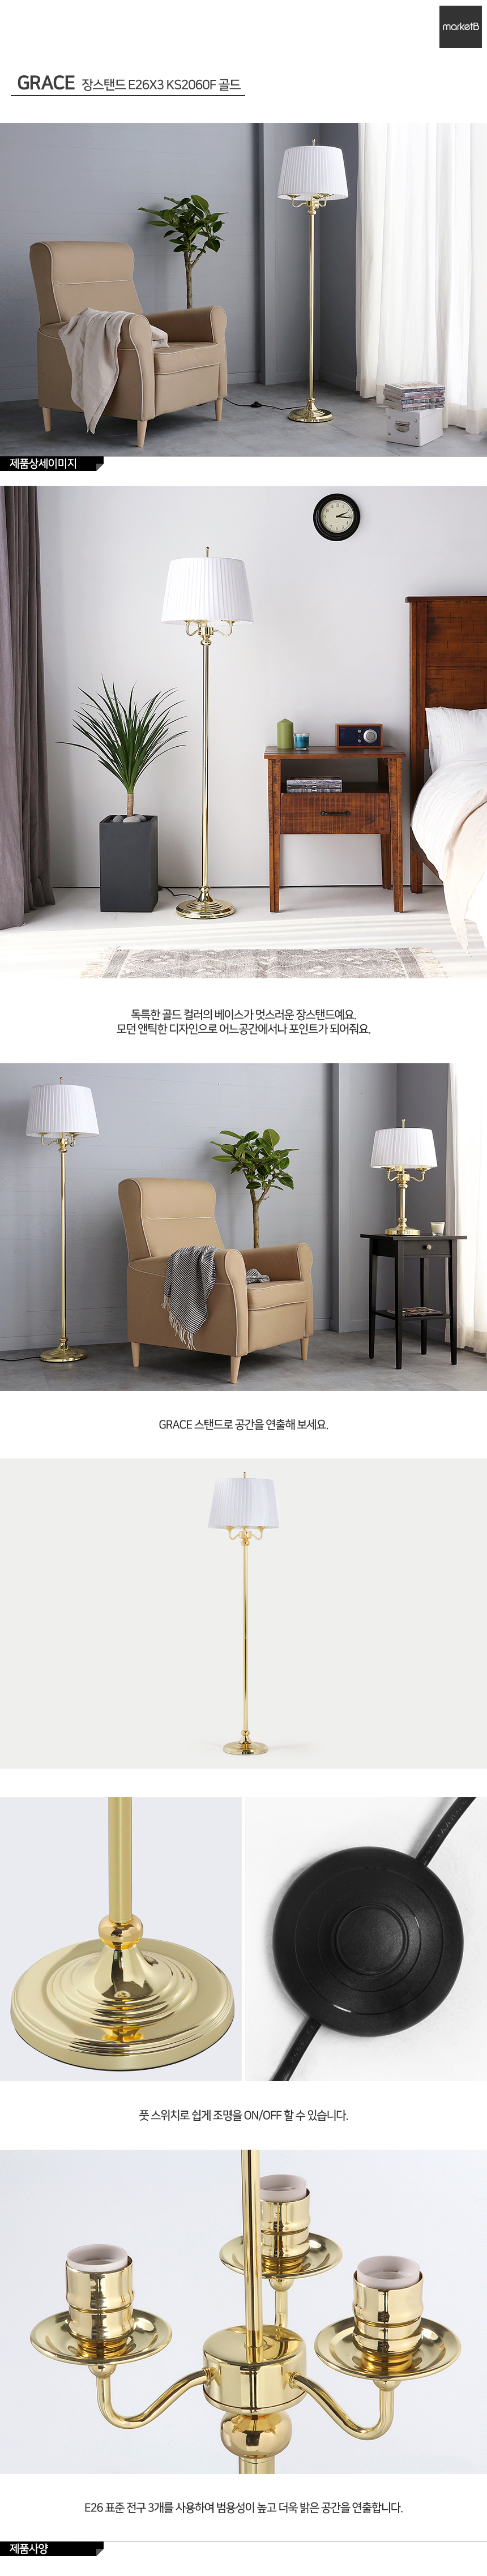 marketB
GRACE 장스탠드 E26X3 KS2060F 골드
제품상세이미지
독특한 골드 컬러의 베이스가 멋스러운 장스탠드예요.
모던 앤틱한 디자인으로 어느공간에서나 포인트가 되어줘요.
GRACE 스탠드로 공간을 연출해 보세요.
풋 스위치로 쉽게 조명을 ON/OFF 할 수 있습니다.
E26 표준 전구 3개를 사용하여 범용성이 높고 더욱 밝은 공간을 연출합니다.
제품사양